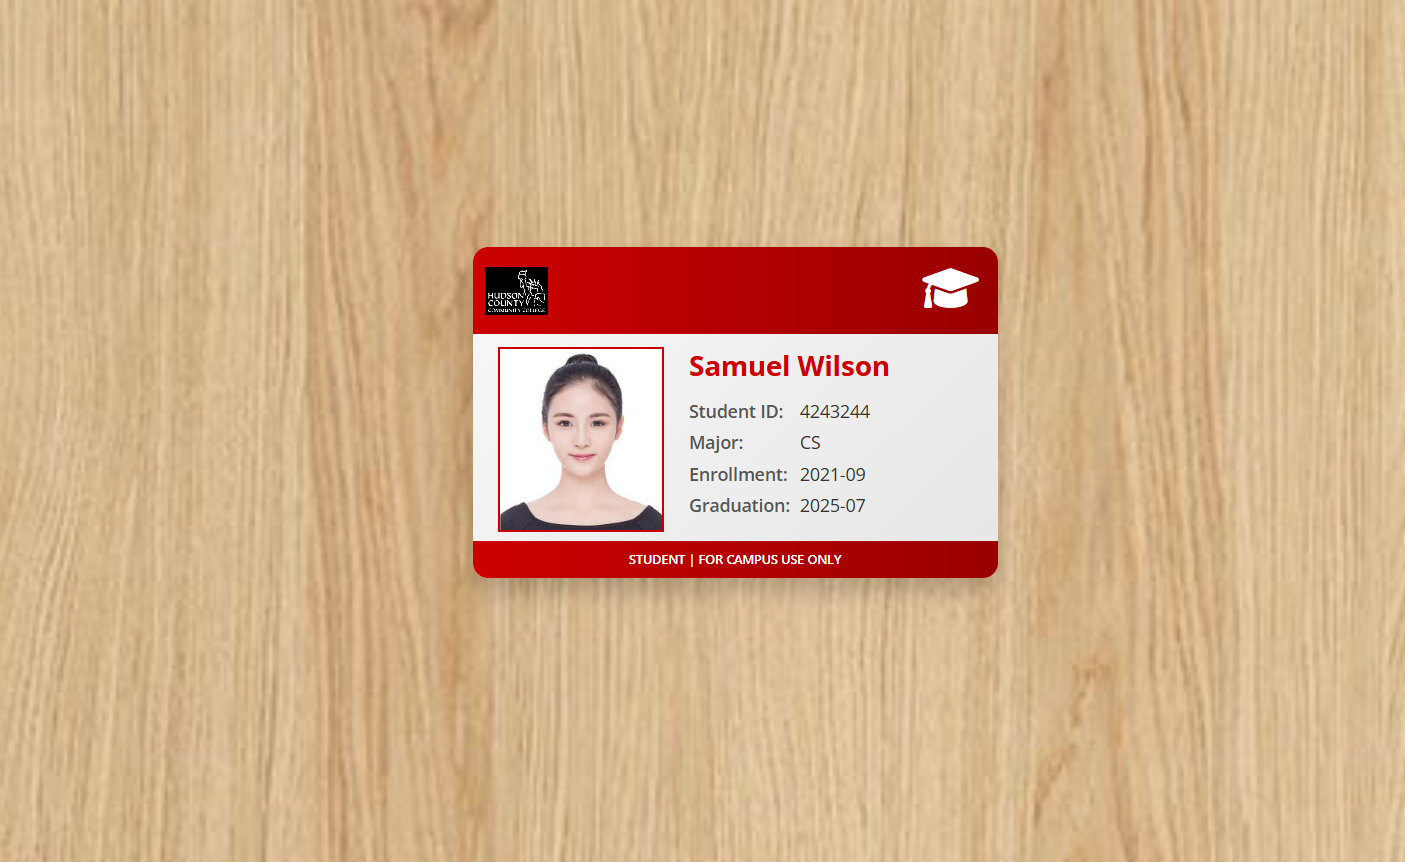 HUDSON
COUNTY
COMMUNITY COLLEGE
Samuel Wilson
Student ID: 4243244
Major: CS
Enrollment: 2021-09
Graduation: 2025-07
STUDENT | FOR CAMPUS USE ONLY